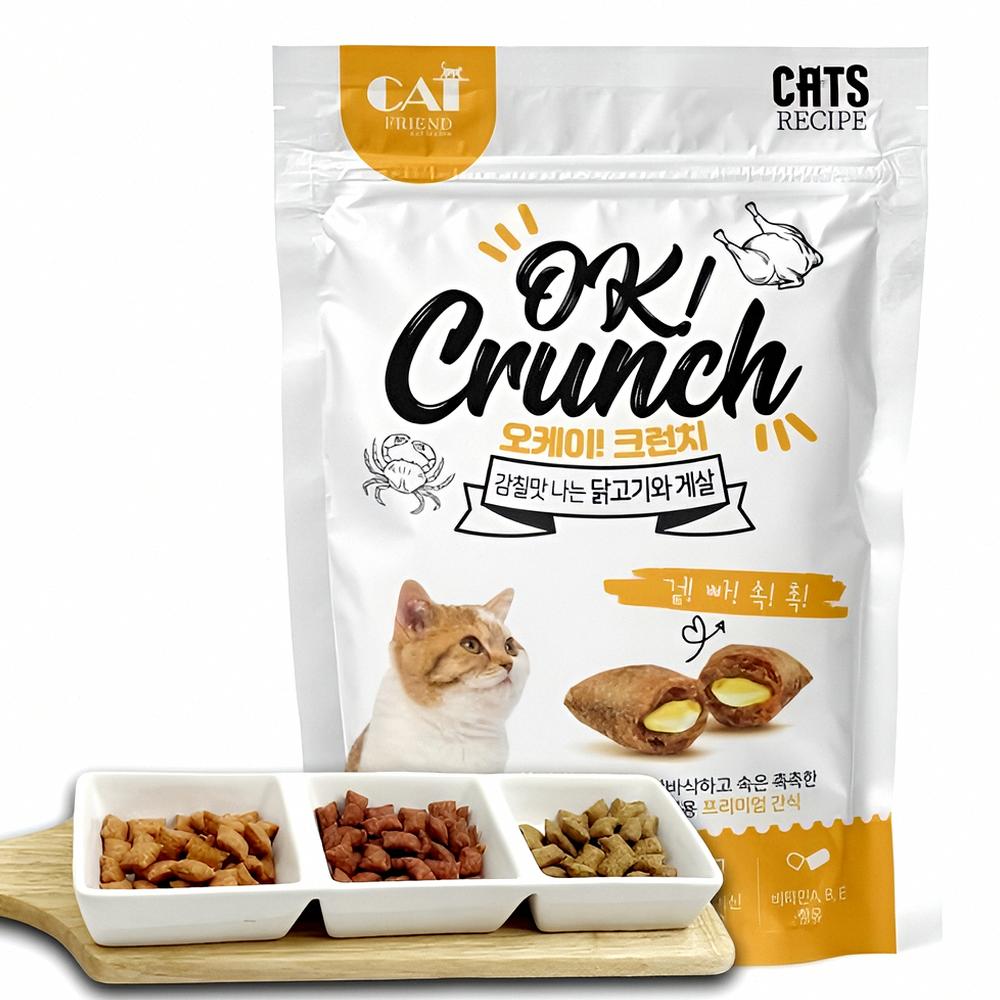 CAT
FRIEND
CATS
RECIPE
OK!
Crunch
오케이! 크런치
감칠맛 나는 닭고기와 게살
겉! 빠! 속! 촉!
바삭하고 속은 촉촉한
용 프리미엄 간식
비타민A, B, E